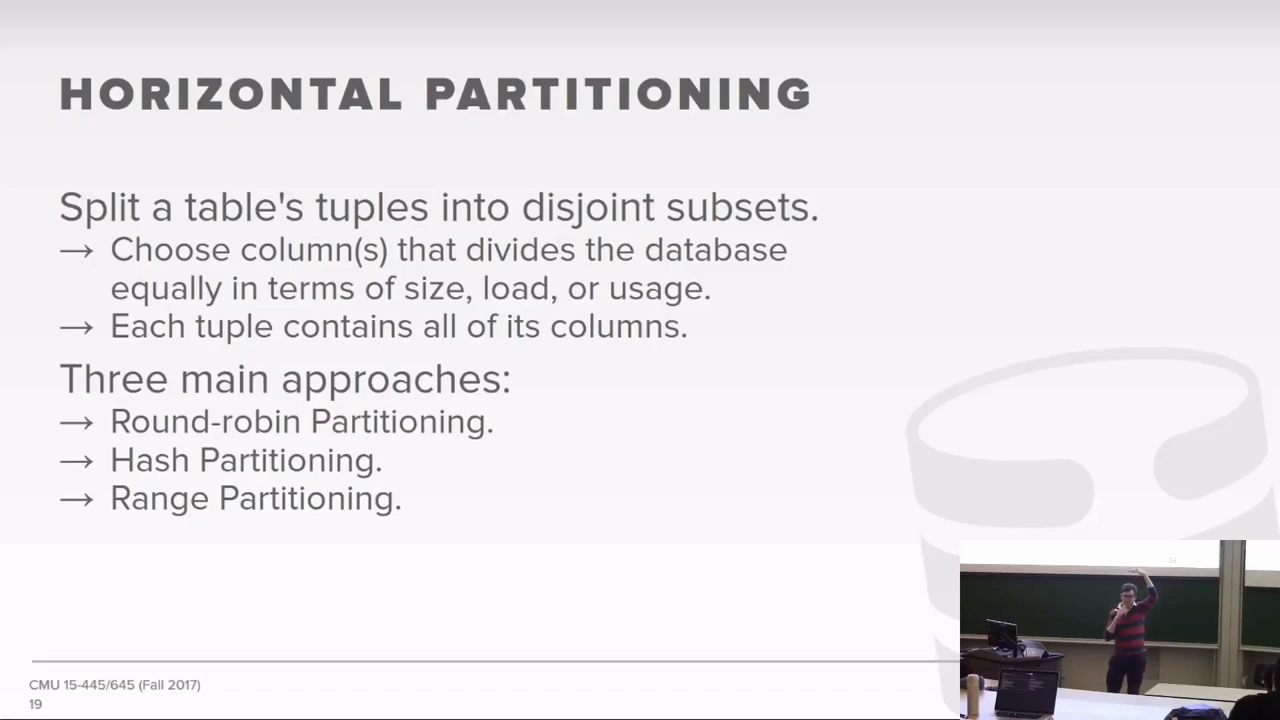 HORIZONTAL PARTITIONING
Split a table's tuples into disjoint subsets.
→ Choose column(s) that divides the database
equally in terms of size, load, or usage.
→ Each tuple contains all of its columns.
Three main approaches:
→ Round-robin Partitioning.
→ Hash Partitioning.
→ Range Partitioning.
CMU 15-445/645 (Fall 2017)
19